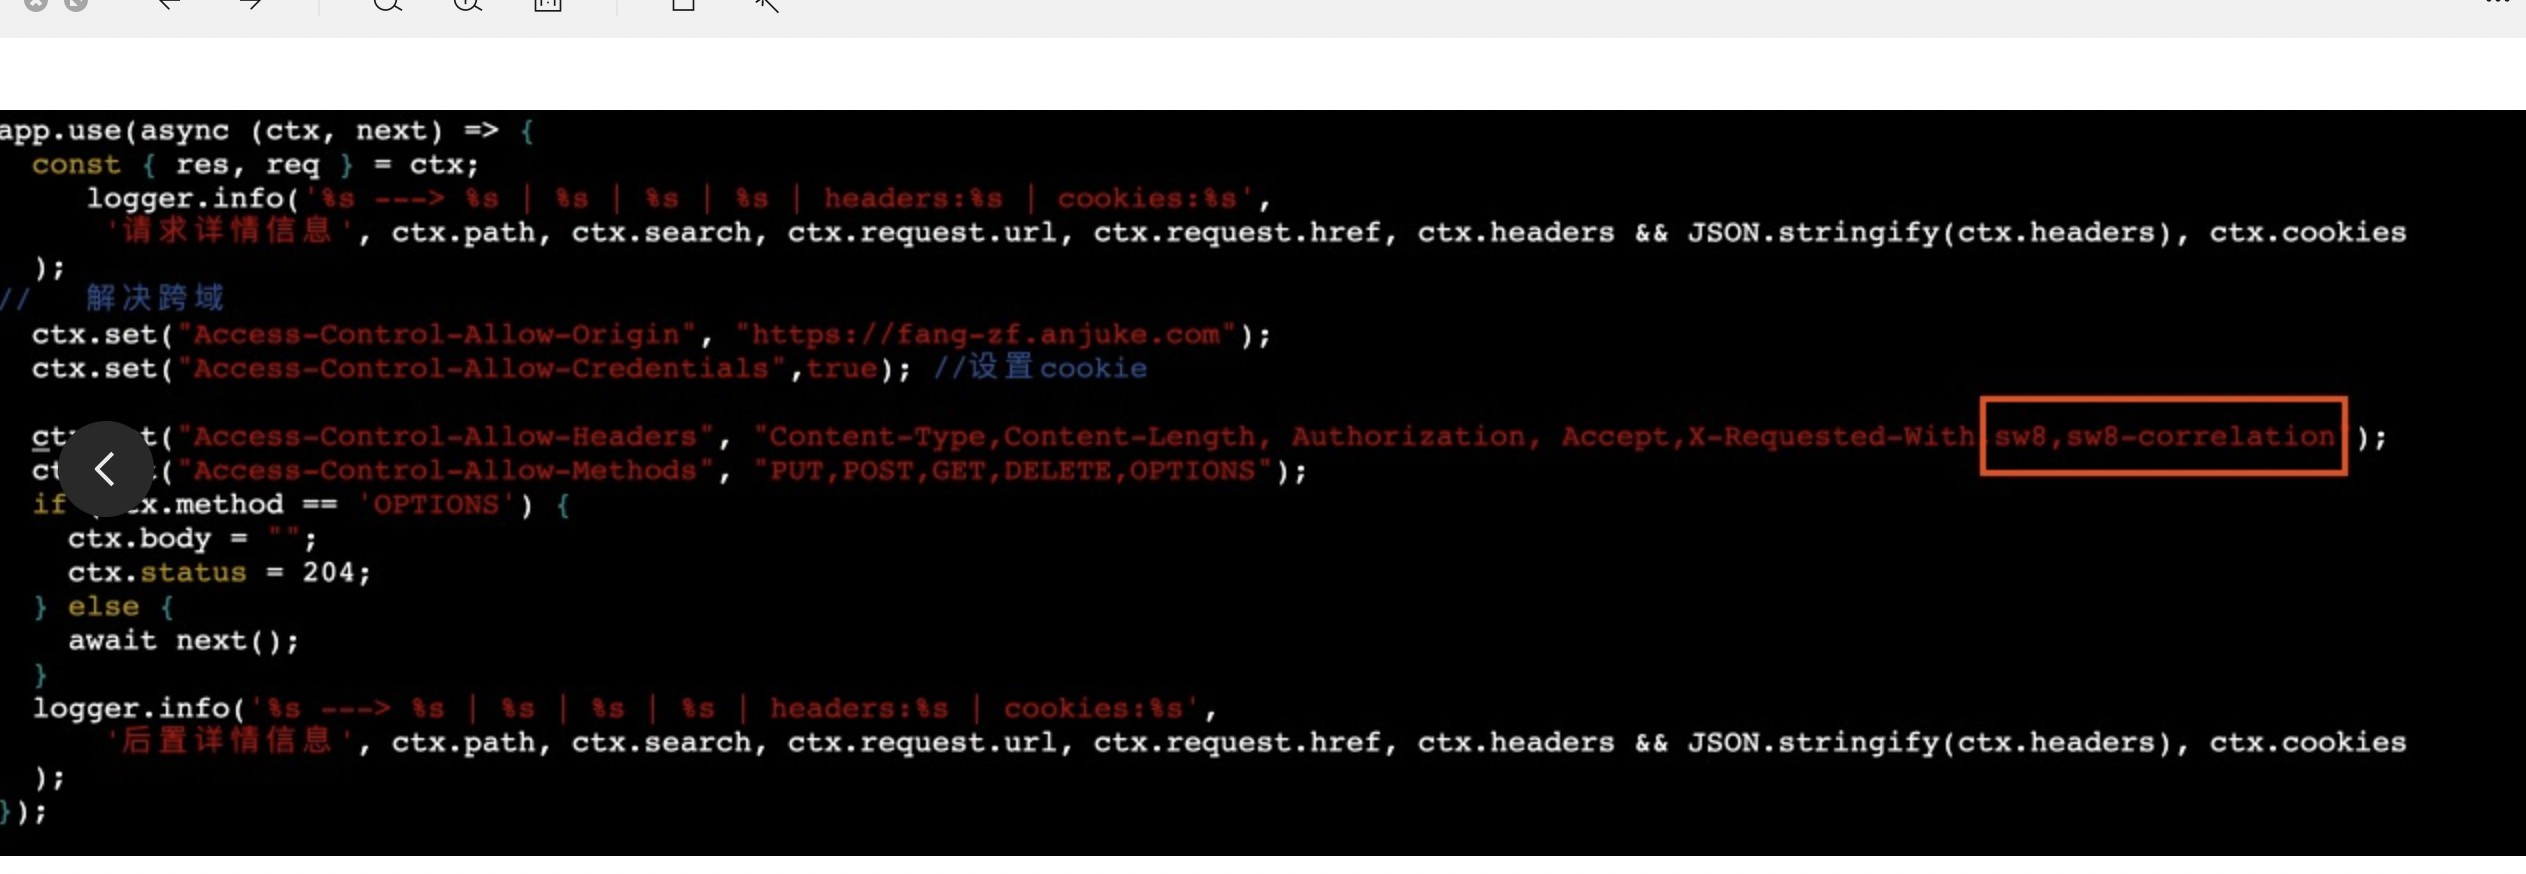 app.use(async (ctx, next) => {
const { res, req } = ctx;
logger.info('%s ---> %s | %s | %s | %s | headers:%s | cookies:%s',
'请求详情信息', ctx.path, ctx.search, ctx.request.url, ctx.request.href, ctx.headers && JSON.stringify(ctx.headers), ctx.cookies
);
// 解决跨域
ctx.set("Access-Control-Allow-Origin", "https://fang-zf.anjuke.com");
ctx.set("Access-Control-Allow-Credentials",true); //设置cookie
ct t("Access-Control-Allow-Headers", "Content-Type,Content-Length, Authorization, Accept,X-Requested-With sw8,sw8-correlation");
ct t("Access-Control-Allow-Methods", "PUT,POST,GET,DELETE,OPTIONS");
if ( x.method == 'OPTIONS') {
ctx.body = "";
ctx.status = 204;
} else {
await next();
}
logger.info('%s ---> %s | %s | %s | %s | headers:%s | cookies:%s',
'后置详情信息', ctx.path, ctx.search, ctx.request.url, ctx.request.href, ctx.headers && JSON.stringify(ctx.headers), ctx.cookies
);
});